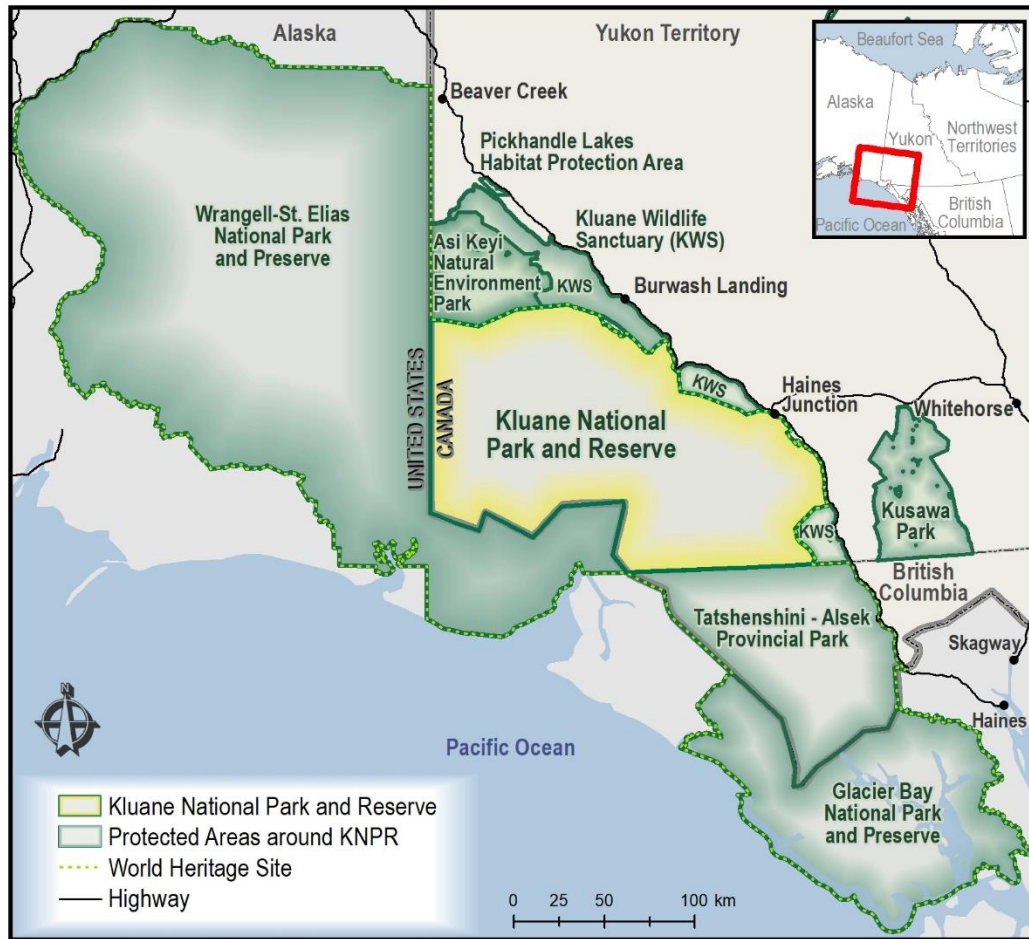 Alaska
Yukon Territory
Beaufort Sea
Alaska
Yukon
Northwest
Territories
British
Columbia
Pacific Ocean
Beaver Creek
Pickhandle Lakes
Habitat Protection Area
Wrangell-St. Elias
National Park
and Preserve
Kluane Wildlife
Sanctuary (KWS)
Asi Keyi
Natural
Environment
Park
KWS
Burwash Landing
UNITED STATES
CANADA
KWS
Haines
Junction
Whitehorse
Kluane National
Park and Reserve
Kusawa
Park
KWS
British
Columbia
Tatshenshini - Alsek
Provincial Park
Skagway
Haines
N
Pacific Ocean
Glacier Bay
National Park
and Preserve
Kluane National Park and Reserve
Protected Areas around KNPR
World Heritage Site
Highway
0 25 50 100 km